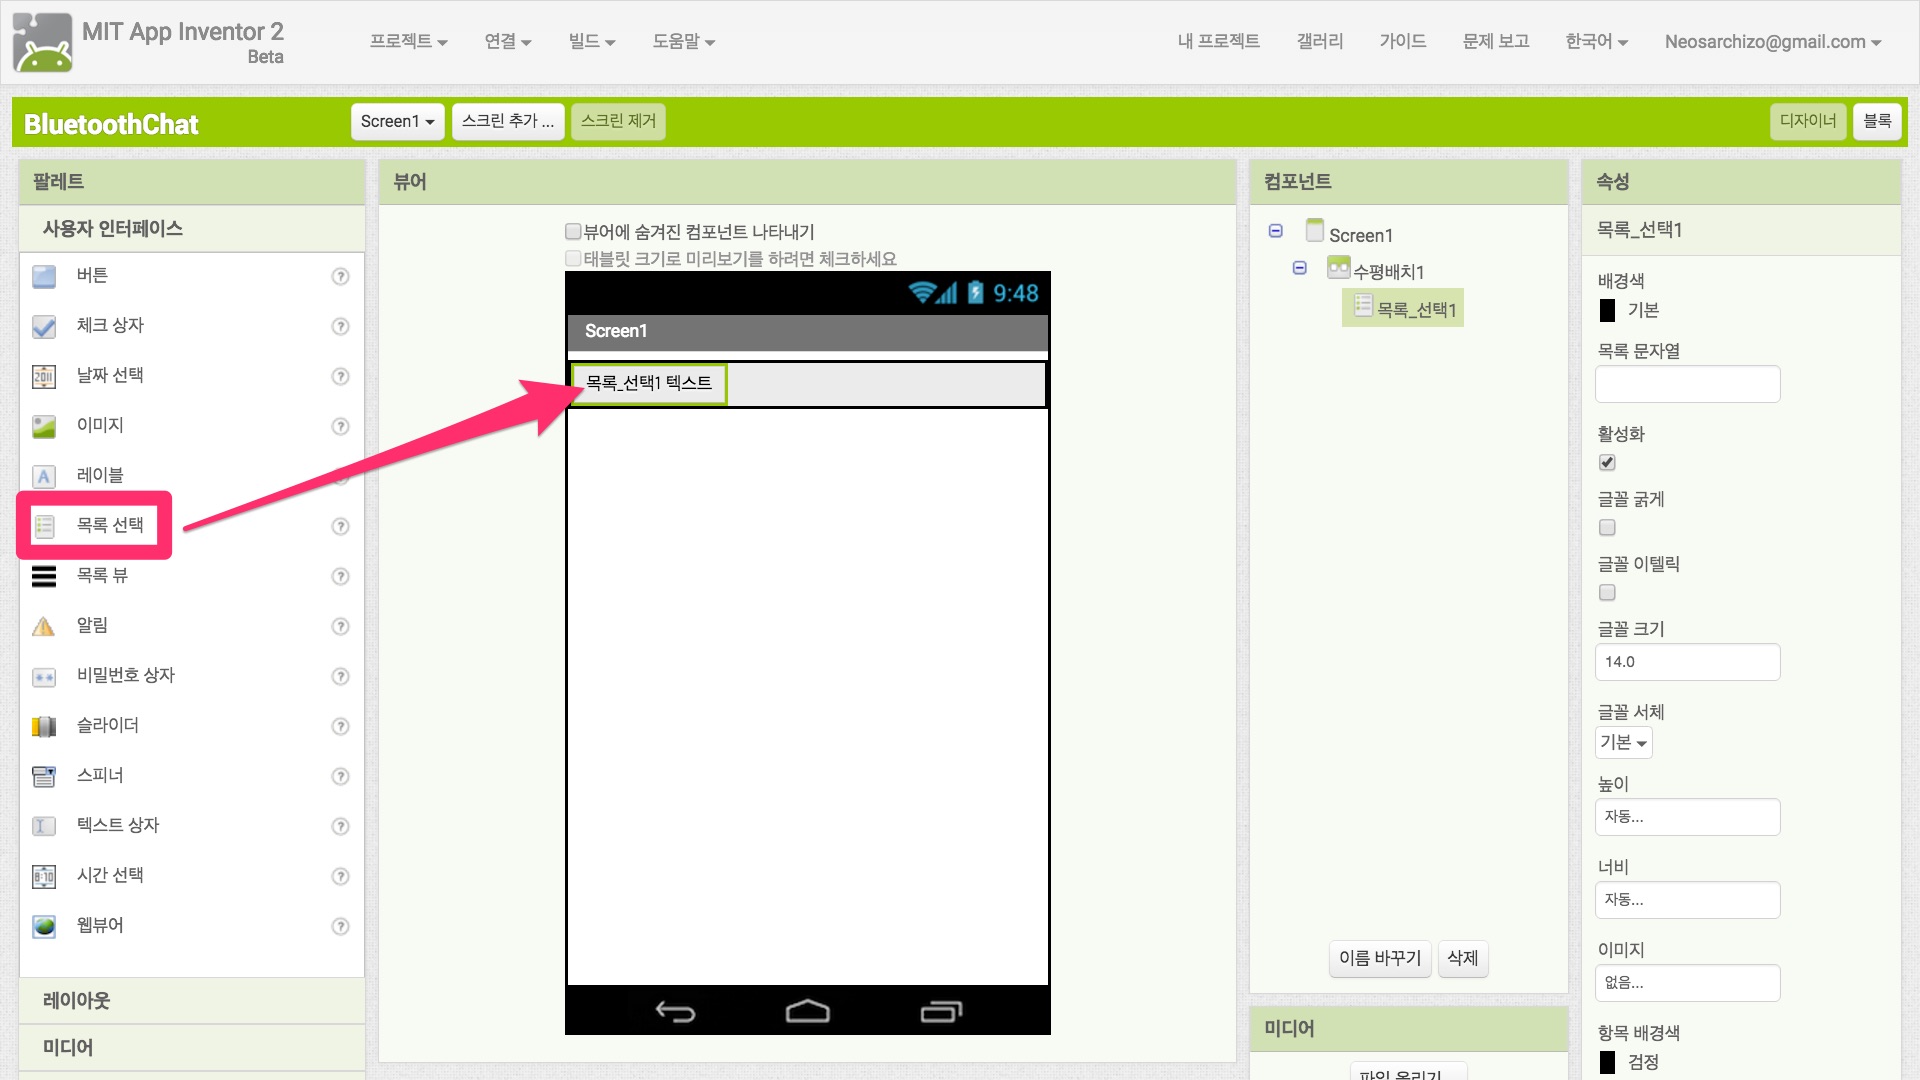 MIT App Inventor 2
Beta
프로젝트 연결 빌드 도움말
내 프로젝트 갤러리 가이드 문제 보고 한국어 Neosarchizo@gmail.com
BluetoothChat
Screen1 스크린 추가 ... 스크린 제거
디자이너 블록
팔레트
사용자 인터페이스
버튼 ?
체크 상자 ?
2011 날짜 선택 ?
이미지 ?
A 레이블
목록 선택 ?
목록 뷰 ?
알림 ?
비밀번호 상자 ?
슬라이더 ?
스피너 ?
텍스트 상자 ?
8:10 시간 선택 ?
웹뷰어 ?
레이아웃
미디어
뷰어
뷰어에 숨겨진 컴포넌트 나타내기
태블릿 크기로 미리보기를 하려면 체크하세요
9:48
Screen1
목록_선택1 텍스트
컴포넌트
Screen1
수평배치1
목록_선택1
이름 바꾸기 삭제
미디어
파일 올리기...
속성
목록_선택1
배경색
기본
목록 문자열
활성화
글꼴 굵게
글꼴 이텔릭
글꼴 크기
14.0
글꼴 서체
기본
높이
자동...
너비
자동...
이미지
없음...
항목 배경색
검정